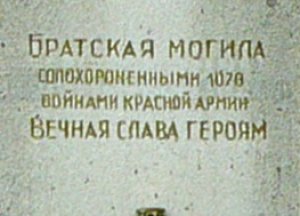 БРАТСКАЯ МОГИЛА
СОПОХОРОНЕННЫМИ 1078
ВОЙНАМИ КРАСНОЙ АРМИИ
ВЕЧНАЯ СЛАВА ГЕРОЯМ